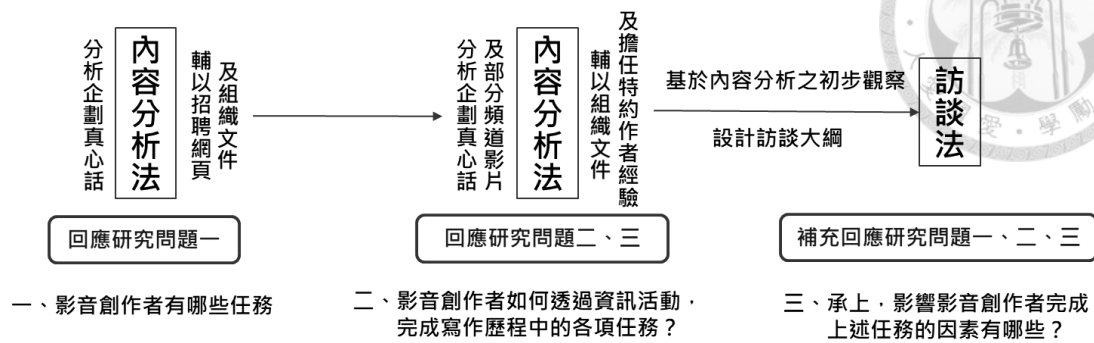 分析企劃真心話
內容分析法
輔以招聘網頁
及組織文件
分析企劃真心話
及部分頻道影片
內容分析法
輔以組織文件
及擔任特約作者經驗
基於內容分析之初步觀察
設計訪談大綱
訪談法
回應研究問題一
回應研究問題二、三
補充回應研究問題一、二、三
一、影音創作者有哪些任務
二、影音創作者如何透過資訊活動，
完成寫作歷程中的各項任務？
三、承上，影響影音創作者完成
上述任務的因素有哪些？
愛・學